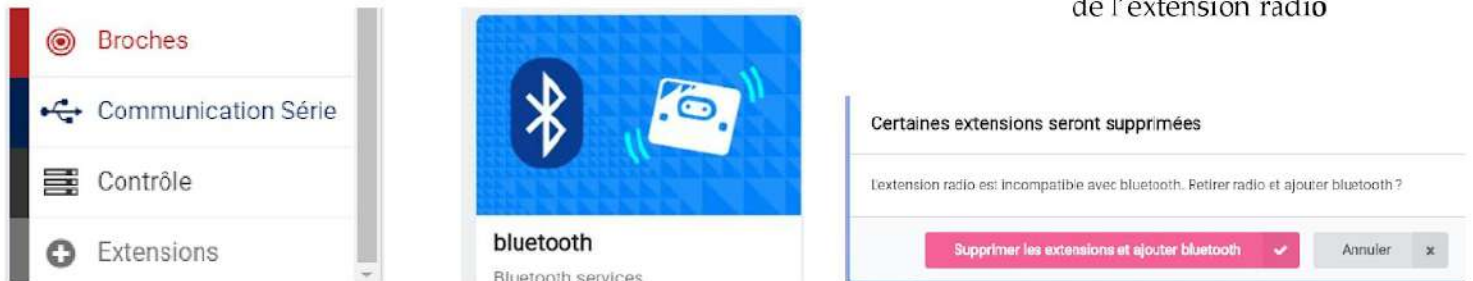 de l'extension radio
Broches
Communication Série
Contrôle
Extensions
bluetooth
Bluetooth services
Certaines extensions seront supprimées
L'extension radio est incompatible avec bluetooth. Retirer radio et ajouter bluetooth ?
Supprimer les extensions et ajouter bluetooth
Annuler